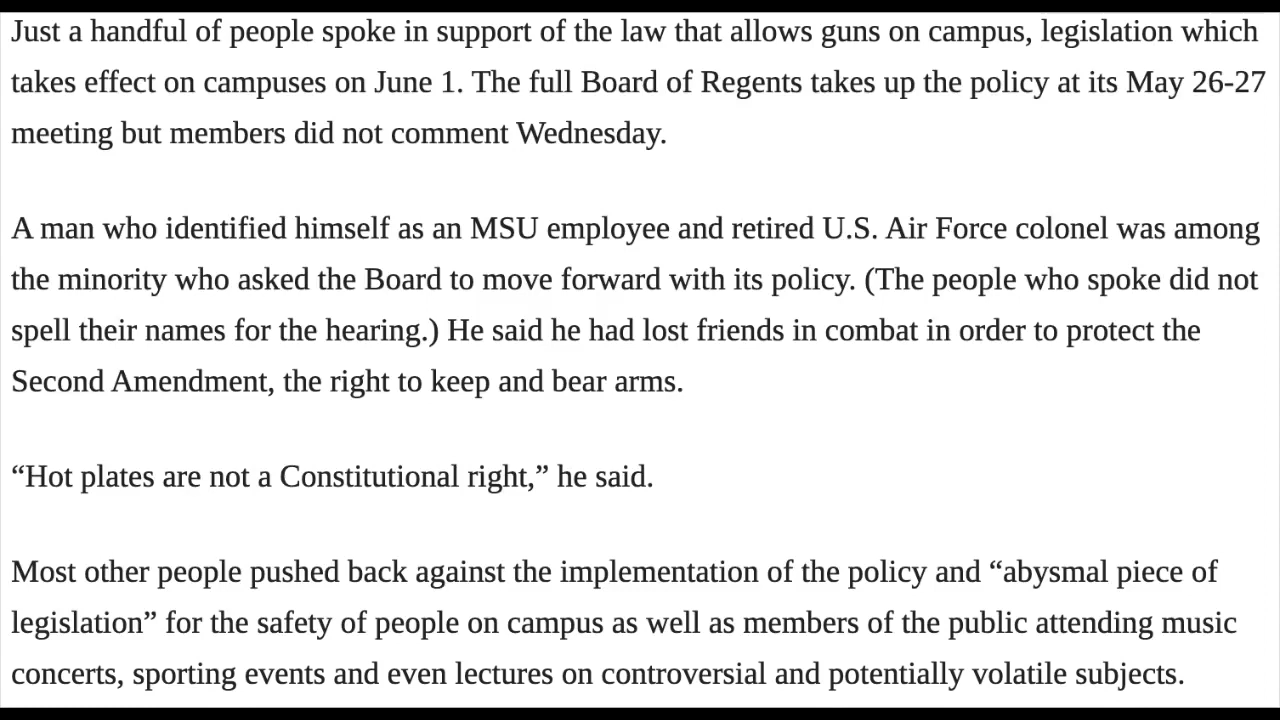 Just a handful of people spoke in support of the law that allows guns on campus, legislation which
takes effect on campuses on June 1. The full Board of Regents takes up the policy at its May 26-27
meeting but members did not comment Wednesday.
A man who identified himself as an MSU employee and retired U.S. Air Force colonel was among
the minority who asked the Board to move forward with its policy. (The people who spoke did not
spell their names for the hearing.) He said he had lost friends in combat in order to protect the
Second Amendment, the right to keep and bear arms.
“Hot plates are not a Constitutional right,” he said.
Most other people pushed back against the implementation of the policy and “abysmal piece of
legislation” for the safety of people on campus as well as members of the public attending music
concerts, sporting events and even lectures on controversial and potentially volatile subjects.